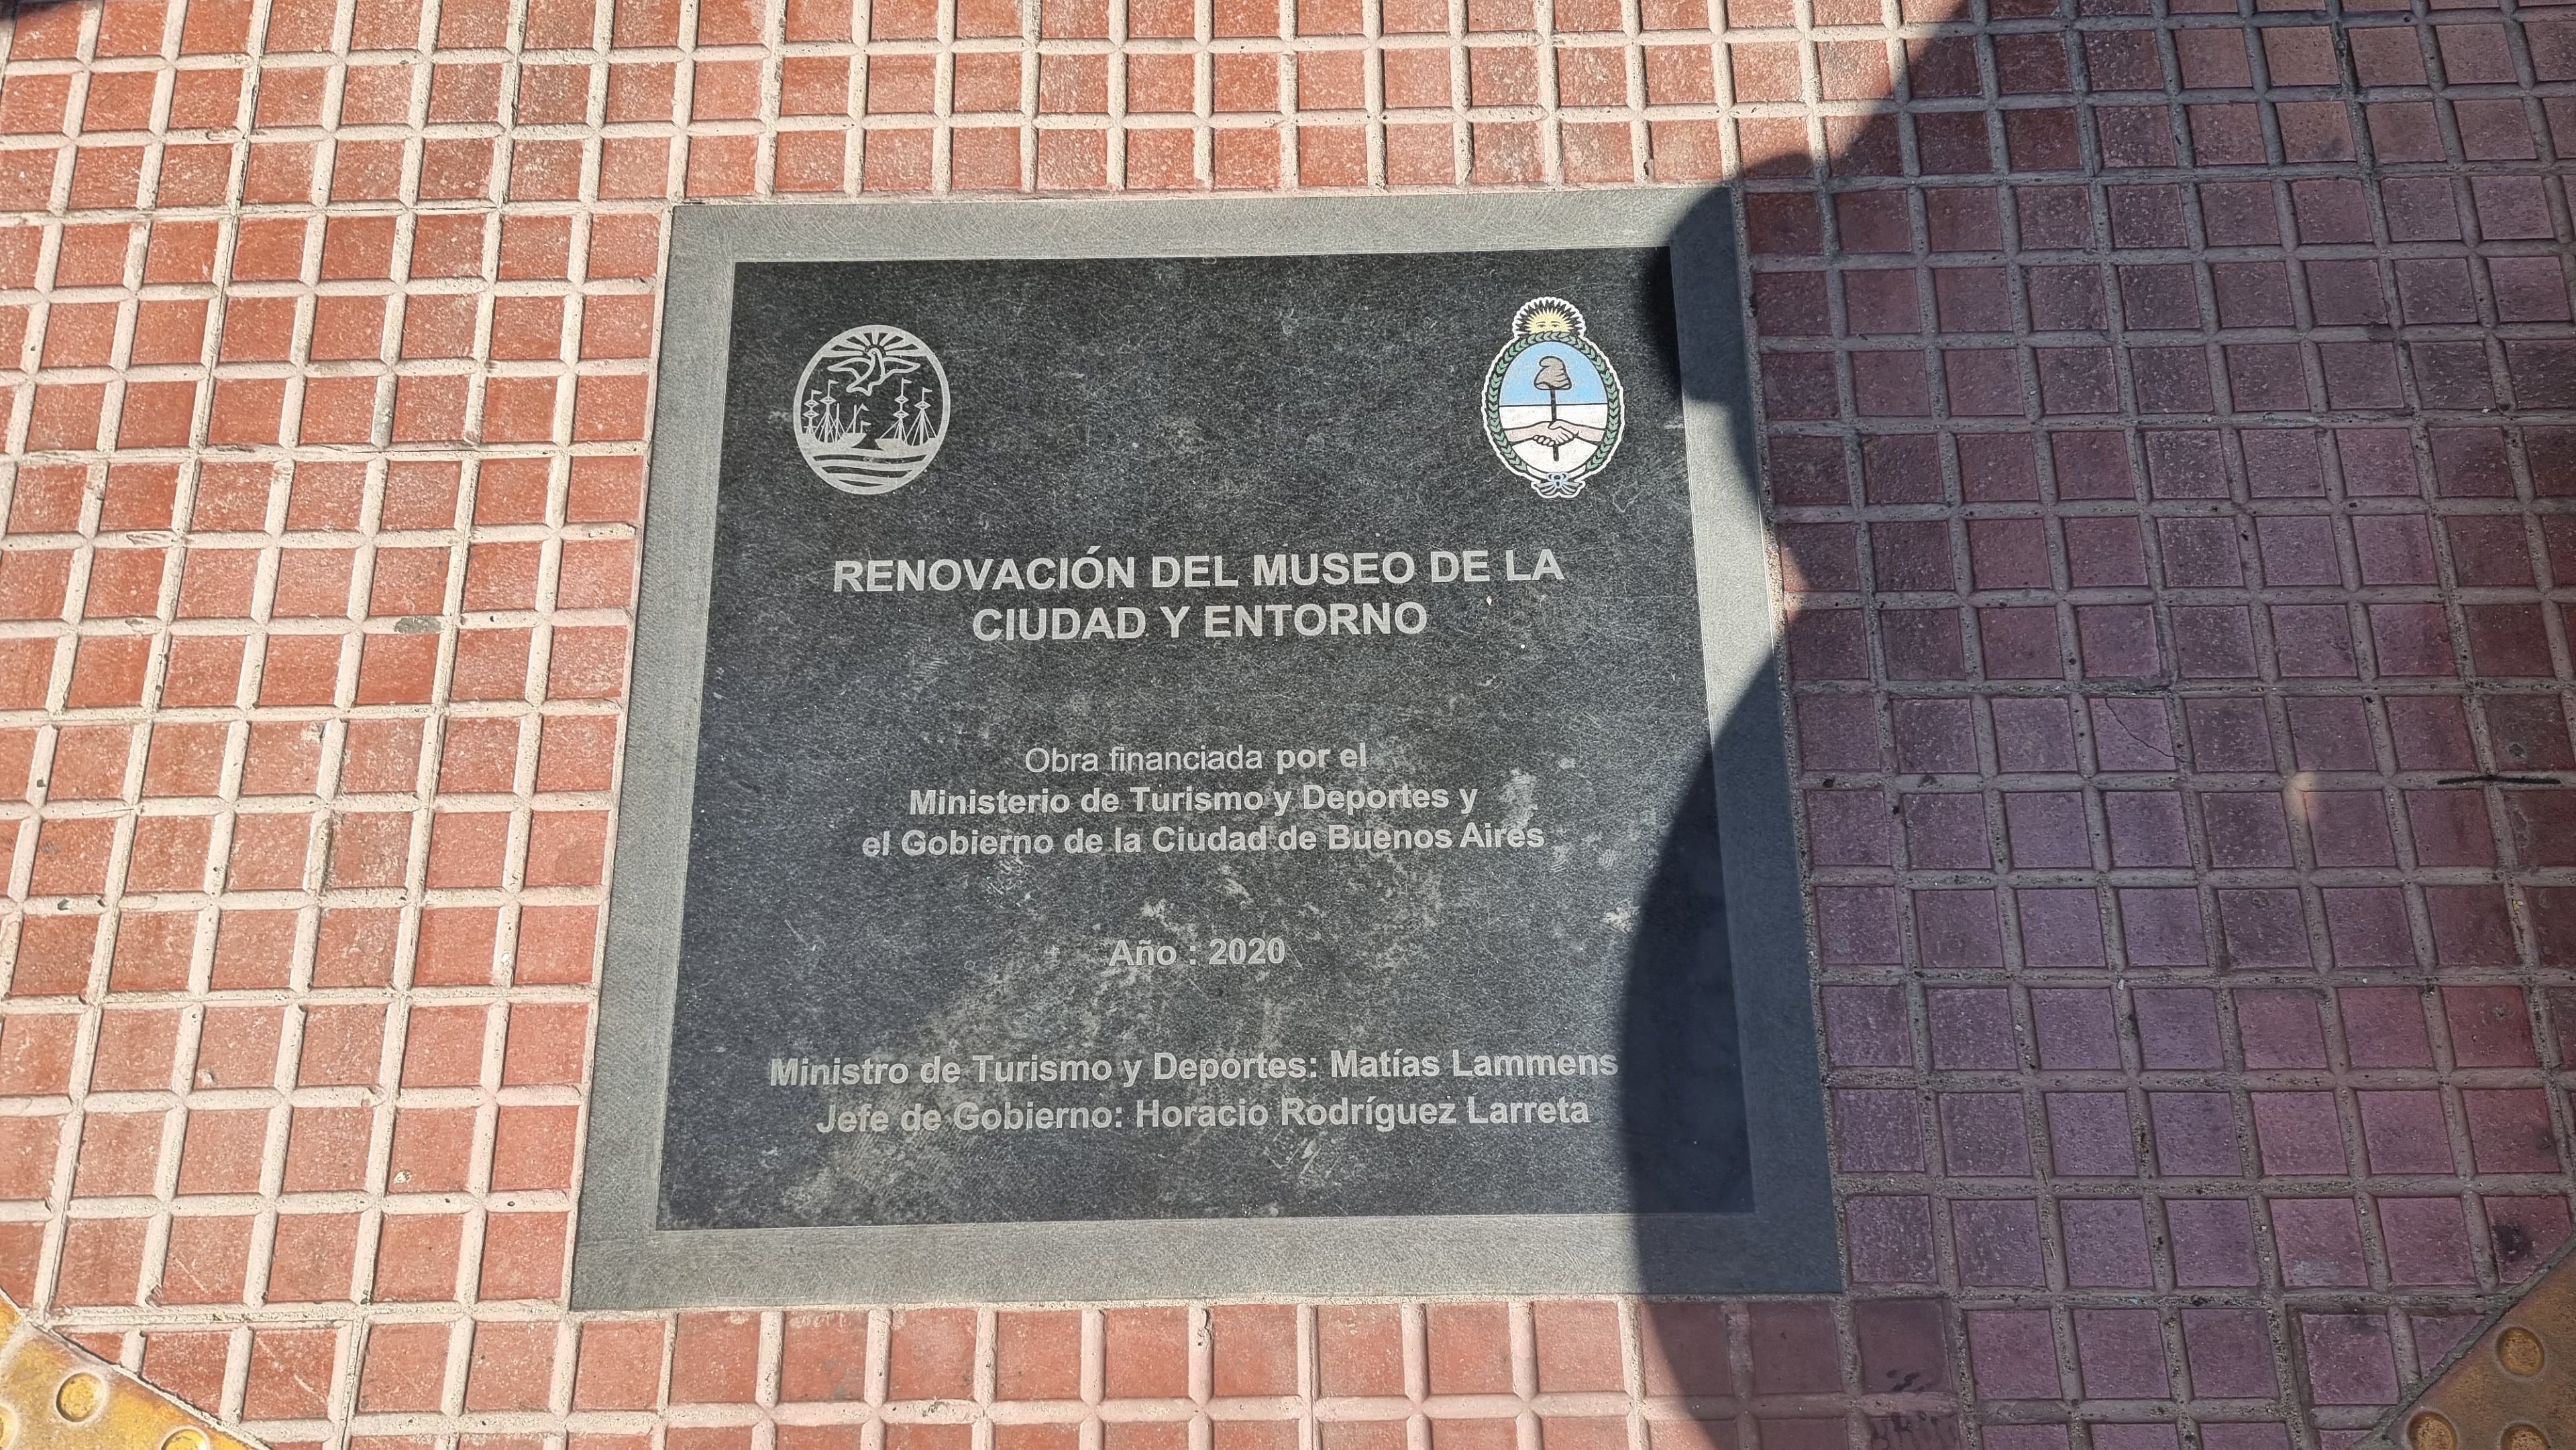 RENOVACIÓN DEL MUSEO DE LA
CIUDAD Y ENTORNO
Obra financiada por el
Ministerio de Turismo y Deportes y
el Gobierno de la Ciudad de Buenos Aires
Año : 2020
Ministro de Turismo y Deportes: Matías Lammens
Jefe de Gobierno: Horacio Rodríguez Larreta